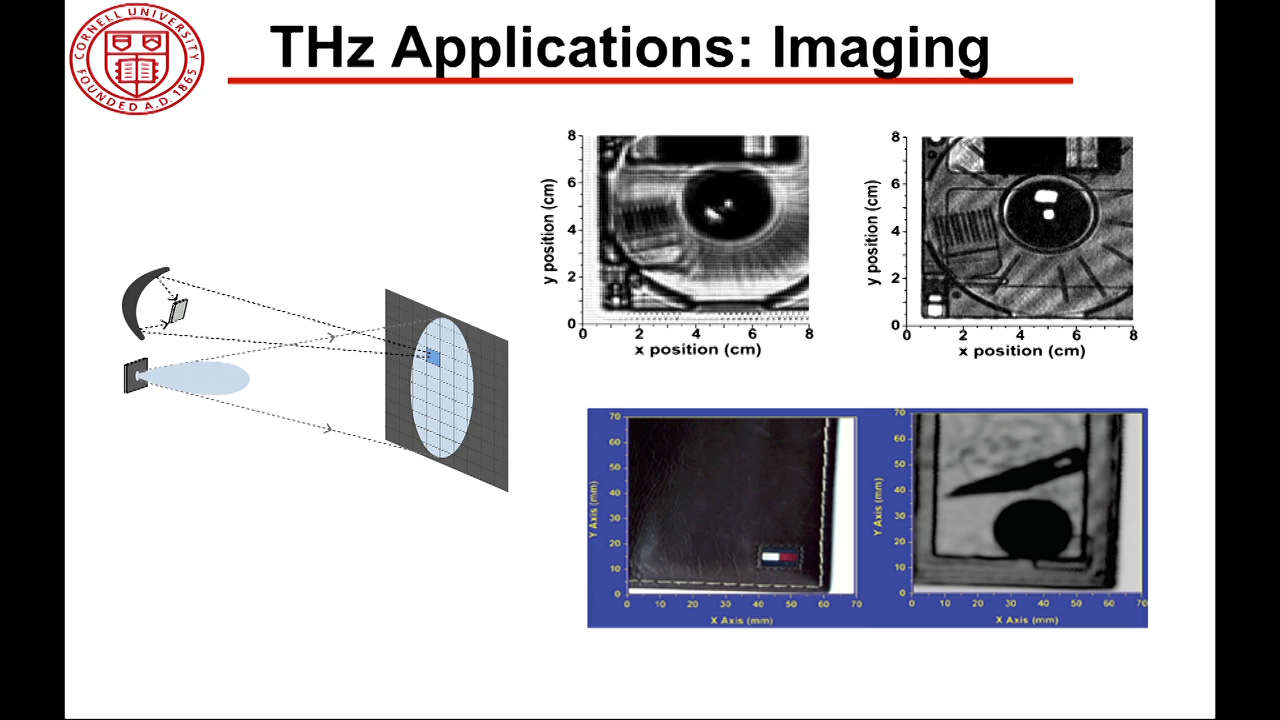 CORNELL UNIVERSITY
FOUNDED A.D. 1865
THz Applications: Imaging
8
6
4
2
0
y position (cm)
0 2 4 6 8
x position (cm)
8
6
4
2
0
y position (cm)
0 2 4 6 8
x position (cm)
70
60
50
40
30
20
10
0
Y Axis (mm)
0 10 20 30 40 50 60 70
X Axis (mm)
70
60
50
40
30
20
10
0
Y Axis (mm)
0 10 20 30 40 50 60 70
X Axis (mm)